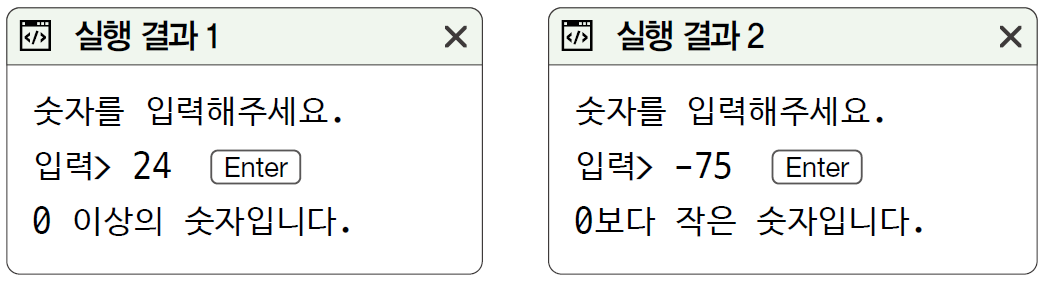 실행 결과 1
숫자를 입력해주세요.
입력> 24 Enter
0 이상의 숫자입니다.
실행 결과 2
숫자를 입력해주세요.
입력> -75 Enter
0보다 작은 숫자입니다.